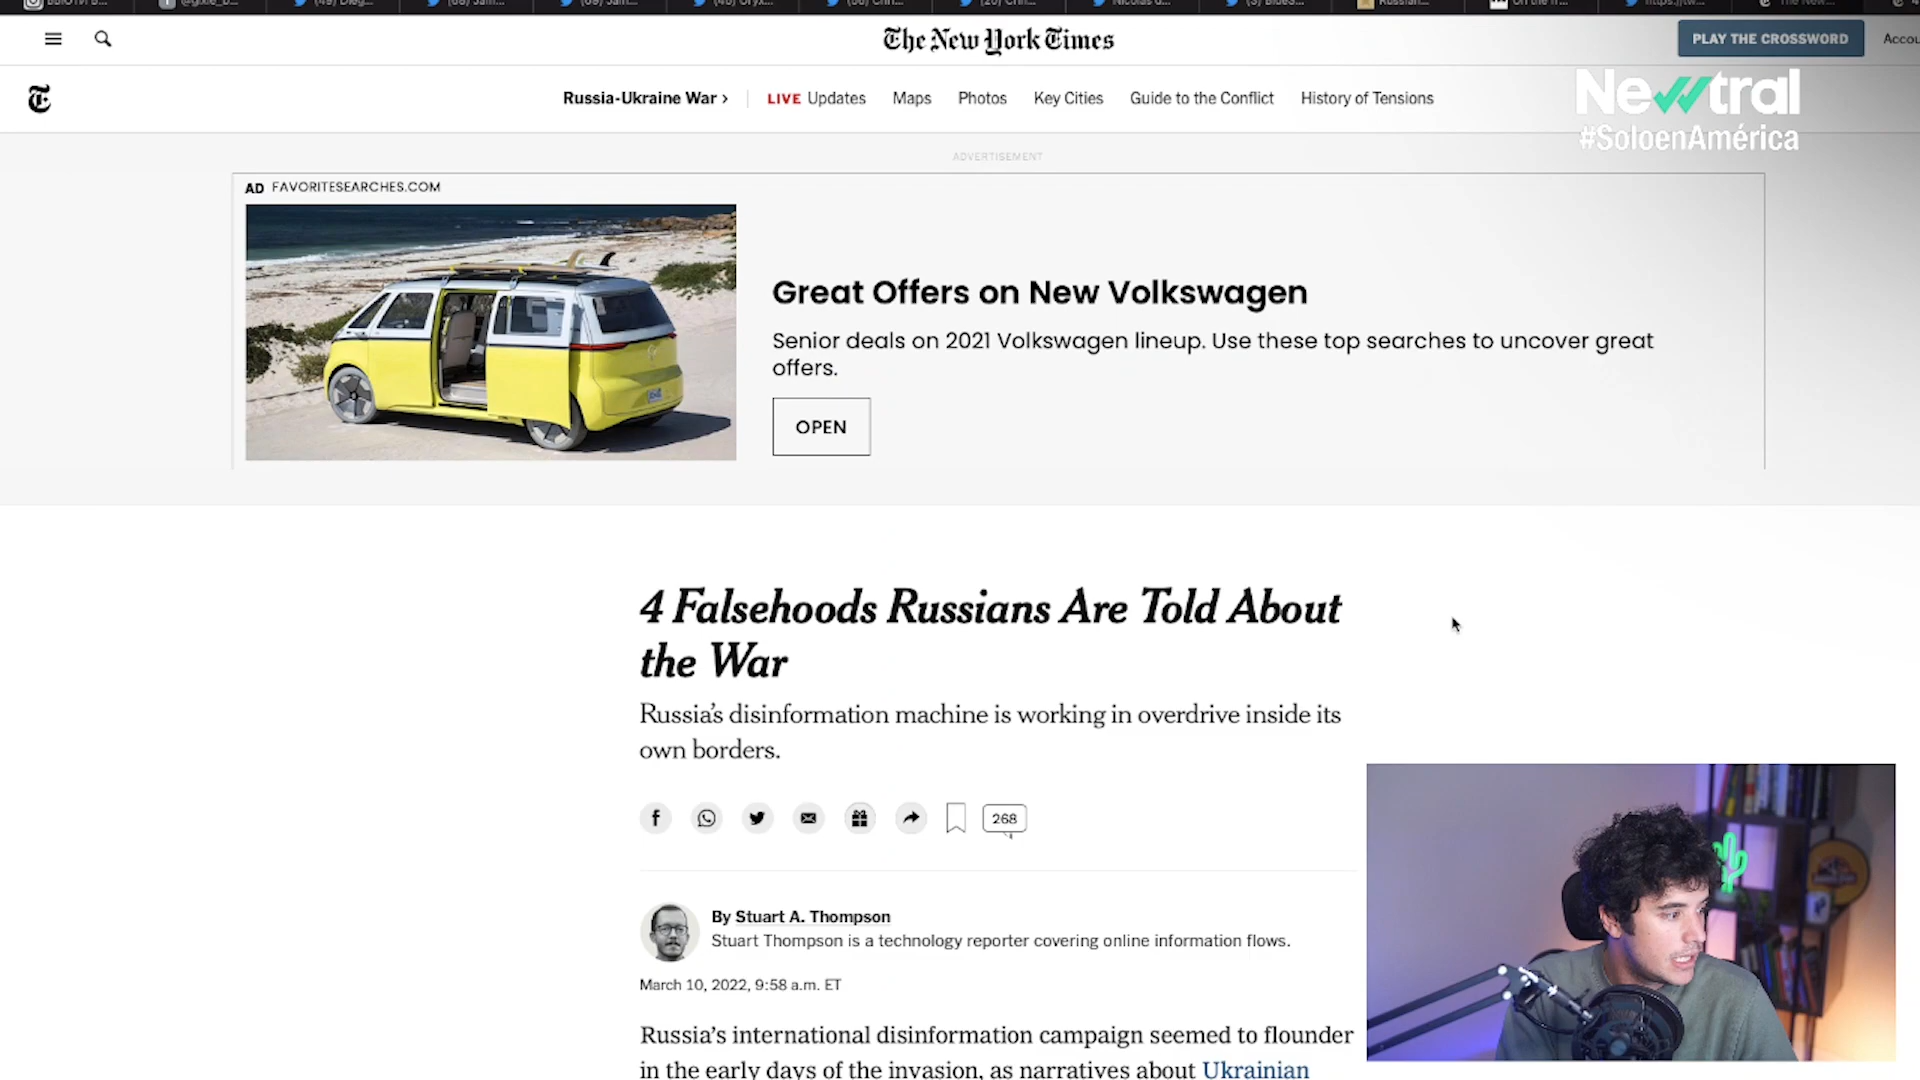 The New York Times
PLAY THE CROSSWORD
Russia-Ukraine War ›
LIVE Updates
Maps
Photos
Key Cities
Guide to the Conflict
History of Tensions
Newtral
#SoloenAmérica
ADVERTISEMENT
AD FAVORITESEARCHES.COM
Great Offers on New Volkswagen
Senior deals on 2021 Volkswagen lineup. Use these top searches to uncover great
offers.
OPEN
4 Falsehoods Russians Are Told About
the War
Russia’s disinformation machine is working in overdrive inside its
own borders.
268
By Stuart A. Thompson
Stuart Thompson is a technology reporter covering online information flows.
March 10, 2022, 9:58 a.m. ET
Russia’s international disinformation campaign seemed to flounder
in the early days of the invasion, as narratives about Ukrainian